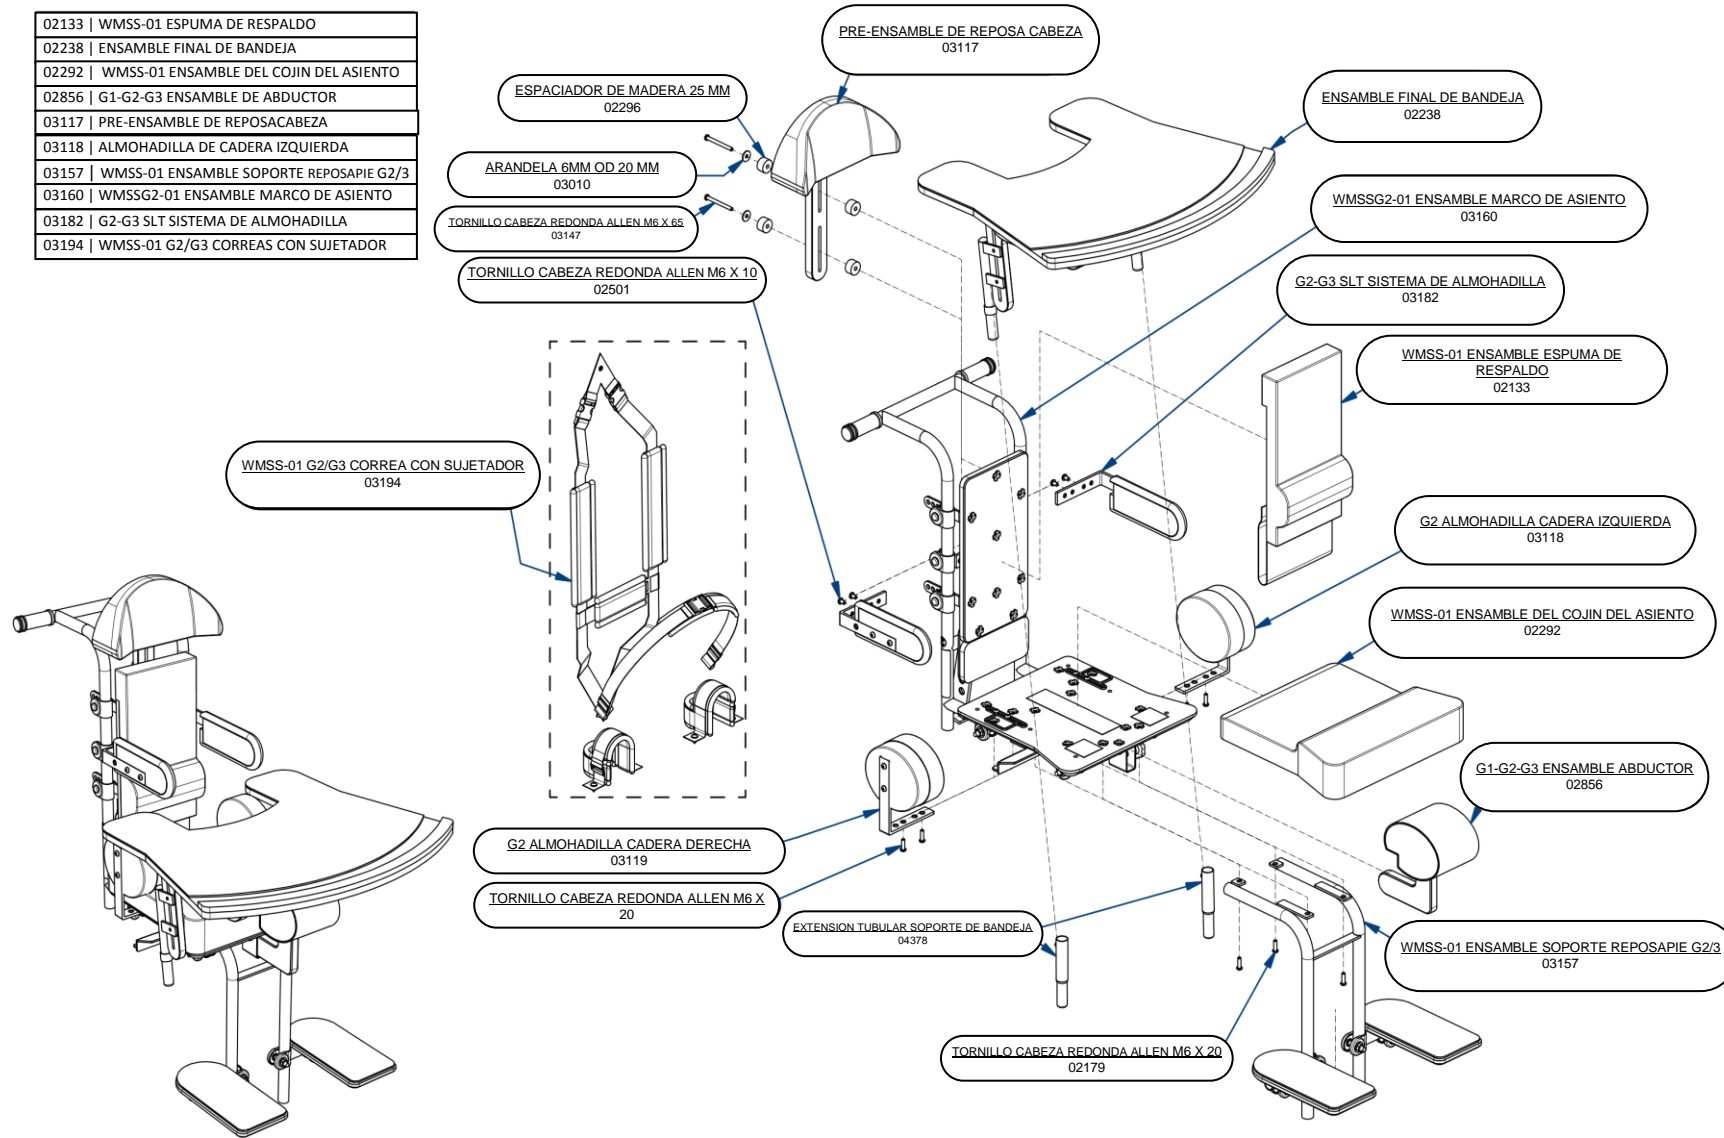 02133 | WMSS-01 ESPUMA DE RESPALDO
02238 | ENSAMBLE FINAL DE BANDEJA
02292 | WMSS-01 ENSAMBLE DEL COJIN DEL ASIENTO
02856 | G1-G2-G3 ENSAMBLE DE ABDUCTOR
03117 | PRE-ENSAMBLE DE REPOSACABEZA
03118 | ALMOHADILLA DE CADERA IZQUIERDA
03157 | WMSS-01 ENSAMBLE SOPORTE REPOSAPIE G2/3
03160 | WMSSG2-01 ENSAMBLE MARCO DE ASIENTO
03182 | G2-G3 SLT SISTEMA DE ALMOHADILLA
03194 | WMSS-01 G2/G3 CORREAS CON SUJETADOR
PRE-ENSAMBLE DE REPOSA CABEZA
03117
ESPACIADOR DE MADERA 25 MM
02296
ENSAMBLE FINAL DE BANDEJA
02238
ARANDELA 6MM OD 20 MM
03010
WMSSG2-01 ENSAMBLE MARCO DE ASIENTO
03160
TORNILLO CABEZA REDONDA ALLEN M6 X 65
03147
TORNILLO CABEZA REDONDA ALLEN M6 X 10
02501
G2-G3 SLT SISTEMA DE ALMOHADILLA
03182
WMSS-01 ENSAMBLE ESPUMA DE
RESPALDO
02133
WMSS-01 G2/G3 CORREA CON SUJETADOR
03194
G2 ALMOHADILLA CADERA IZQUIERDA
03118
WMSS-01 ENSAMBLE DEL COJIN DEL ASIENTO
02292
G1-G2-G3 ENSAMBLE ABDUCTOR
02856
G2 ALMOHADILLA CADERA DERECHA
03119
TORNILLO CABEZA REDONDA ALLEN M6 X
20
EXTENSION TUBULAR SOPORTE DE BANDEJA
04378
WMSS-01 ENSAMBLE SOPORTE REPOSAPIE G2/3
03157
TORNILLO CABEZA REDONDA ALLEN M6 X 20
02179